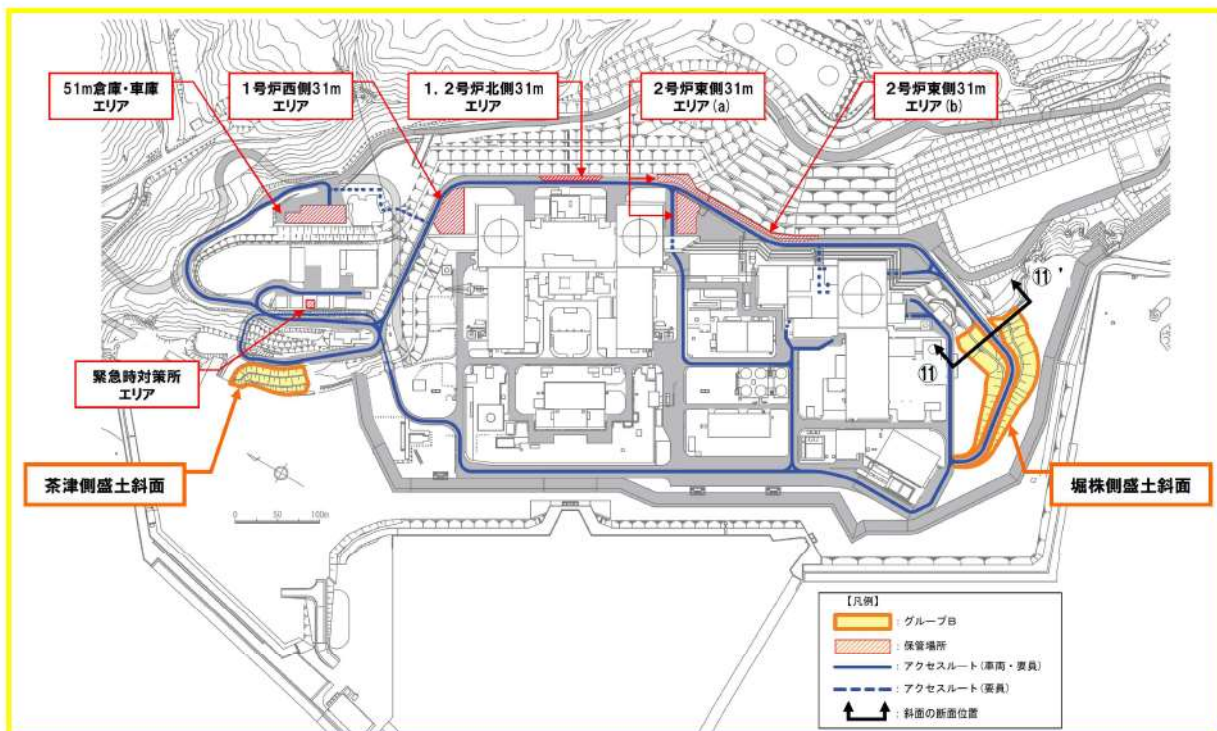 51m倉庫・車庫
エリア
1号炉西側31m
エリア
1，2号炉北側31m
エリア
2号炉東側31m
エリア(a)
2号炉東側31m
エリア(b)
⑪
⑪
緊急時対策所
エリア
茶津側盛土斜面
堀株側盛土斜面
0 50 100m
【凡例】
：グループB
：保管場所
：アクセスルート(車両・要員)
：アクセスルート(要員)
：斜面の断面位置